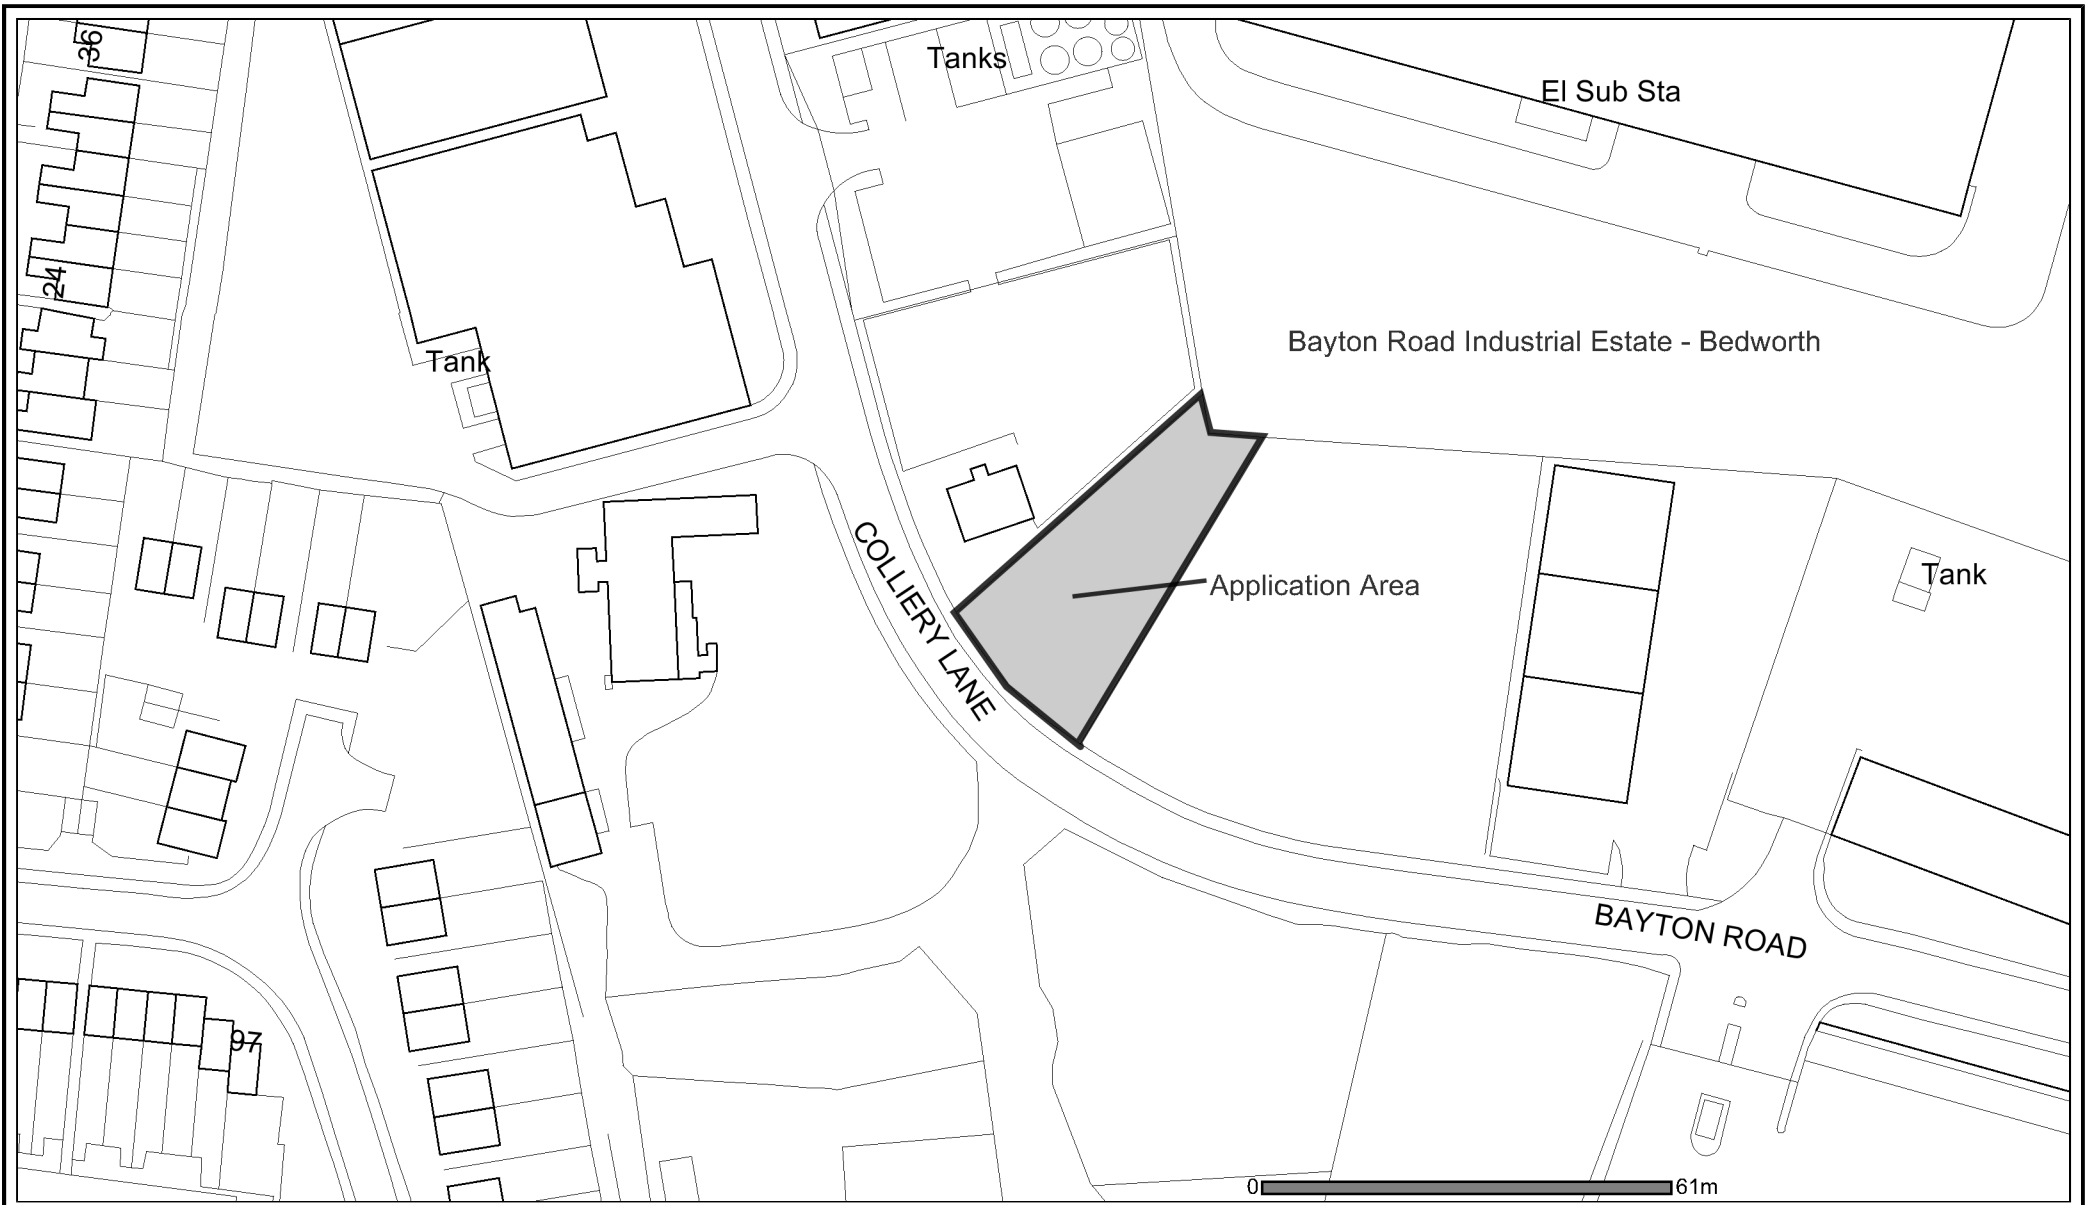 36
Tanks
El Sub Sta
24
Bayton Road Industrial Estate - Bedworth
Tank
COLLIERY LANE
Application Area
Tank
BAYTON ROAD
97
0
61m